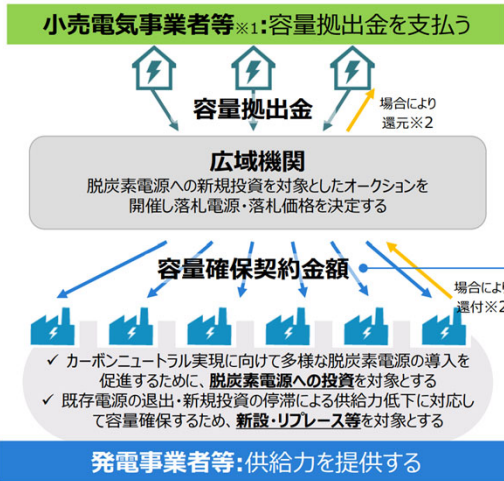 小売電気事業者等※1:容量拠出金を支払う
容量拠出金
場合により
還元※2
広域機関
脱炭素電源への新規投資を対象としたオークションを
開催し落札電源・落札価格を決定する
容量確保契約金額
場合により
還付※2
✓ カーボンニュートラル実現に向けて多様な脱炭素電源の導入を
促進するために、脱炭素電源への投資を対象とする
✓ 既存電源の退出・新規投資の停滞による供給力低下に対応し
て容量確保するため、新設・リプレース等を対象とする
発電事業者等:供給力を提供する